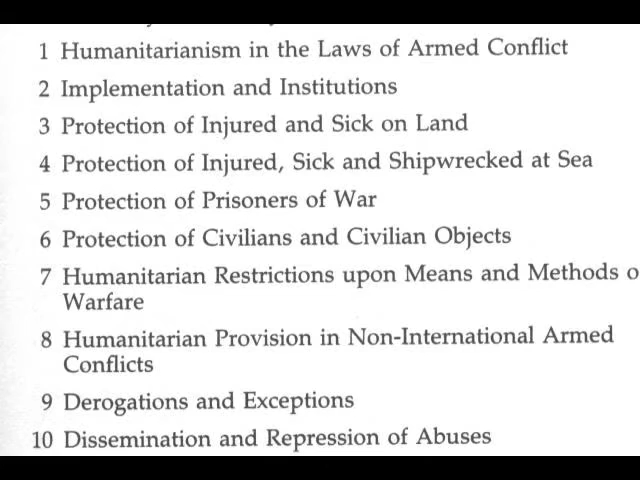 1 Humanitarianism in the Laws of Armed Conflict
2 Implementation and Institutions
3 Protection of Injured and Sick on Land
4 Protection of Injured, Sick and Shipwrecked at Sea
5 Protection of Prisoners of War
6 Protection of Civilians and Civilian Objects
7 Humanitarian Restrictions upon Means and Methods o
Warfare
8 Humanitarian Provision in Non-International Armed
Conflicts
9 Derogations and Exceptions
10 Dissemination and Repression of Abuses